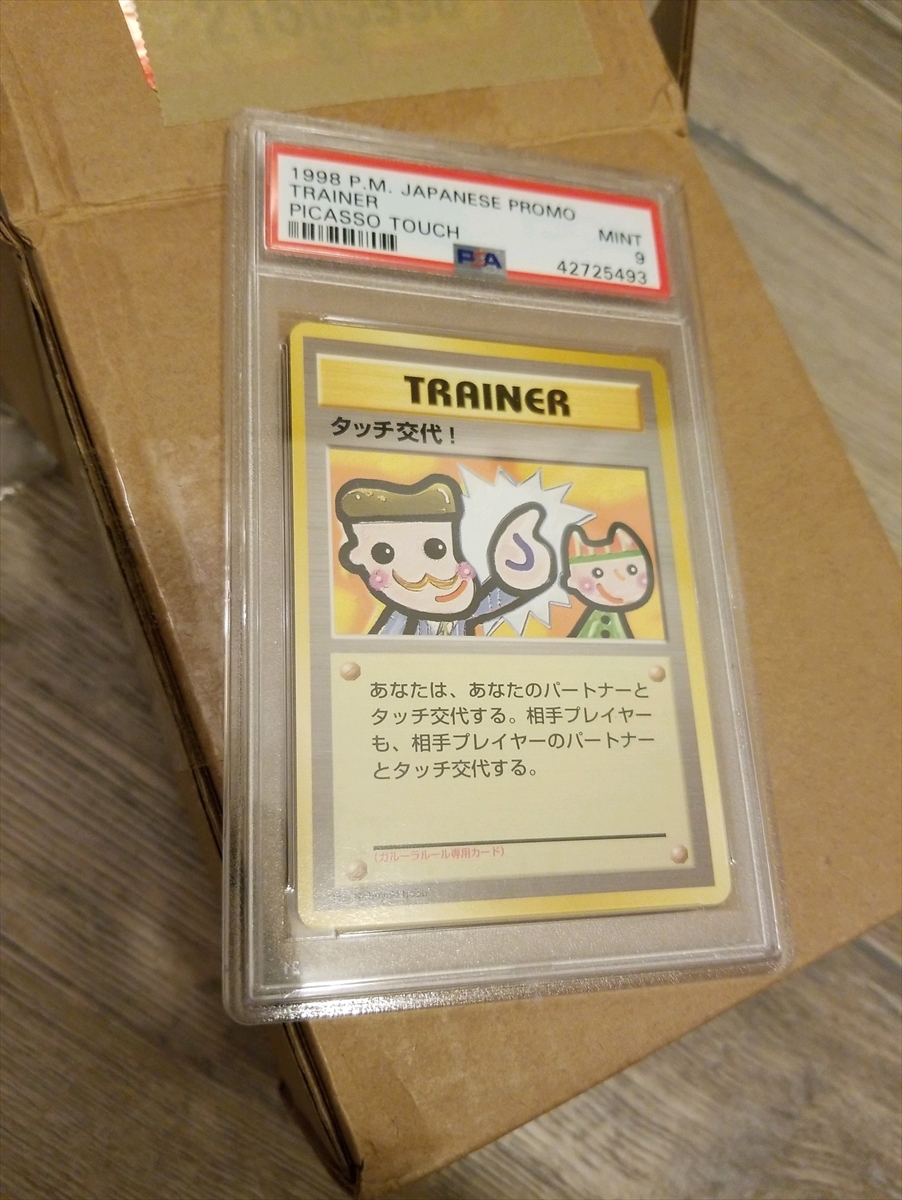 1998 P.M. JAPANESE PROMO
TRAINER
PICASSO TOUCH
MINT
9
PSA
42725493
TRAINER
タッチ交代!
あなたは、あなたのパートナーと
タッチ交代する。相手プレイヤー
も、相手プレイヤーのパートナー
とタッチ交代する。
(ガルーラルール専用カード)